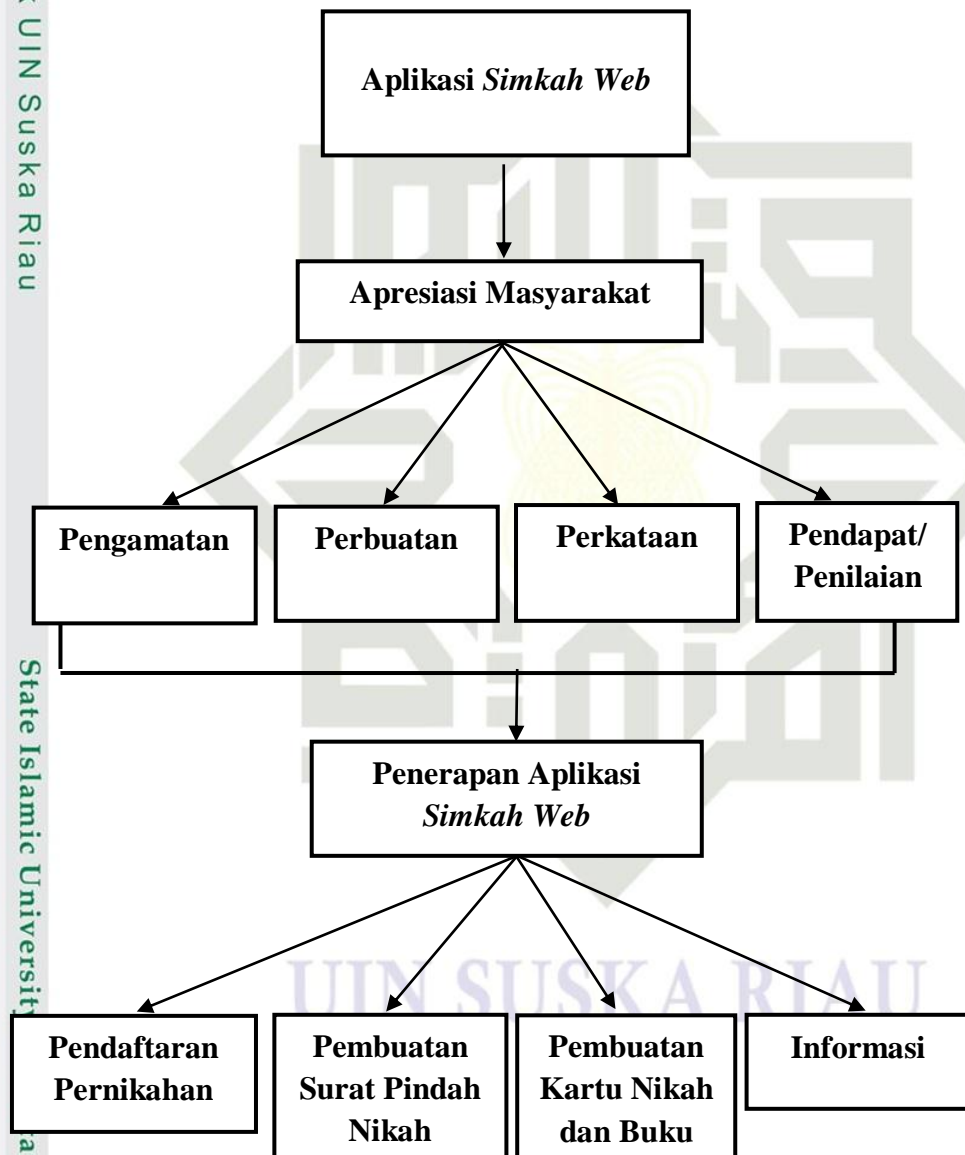 Aplikasi Simkah Web
Apresiasi Masyarakat
Pengamatan
Perbuatan
Perkataan
Pendapat/
Penilaian
Penerapan Aplikasi
Simkah Web
Pendaftaran
Pernikahan
Pembuatan
Surat Pindah
Nikah
Pembuatan
Kartu Nikah
dan Buku
Informasi
UIN SUSKA RIAU
UIN Suska Riau
State Islamic University